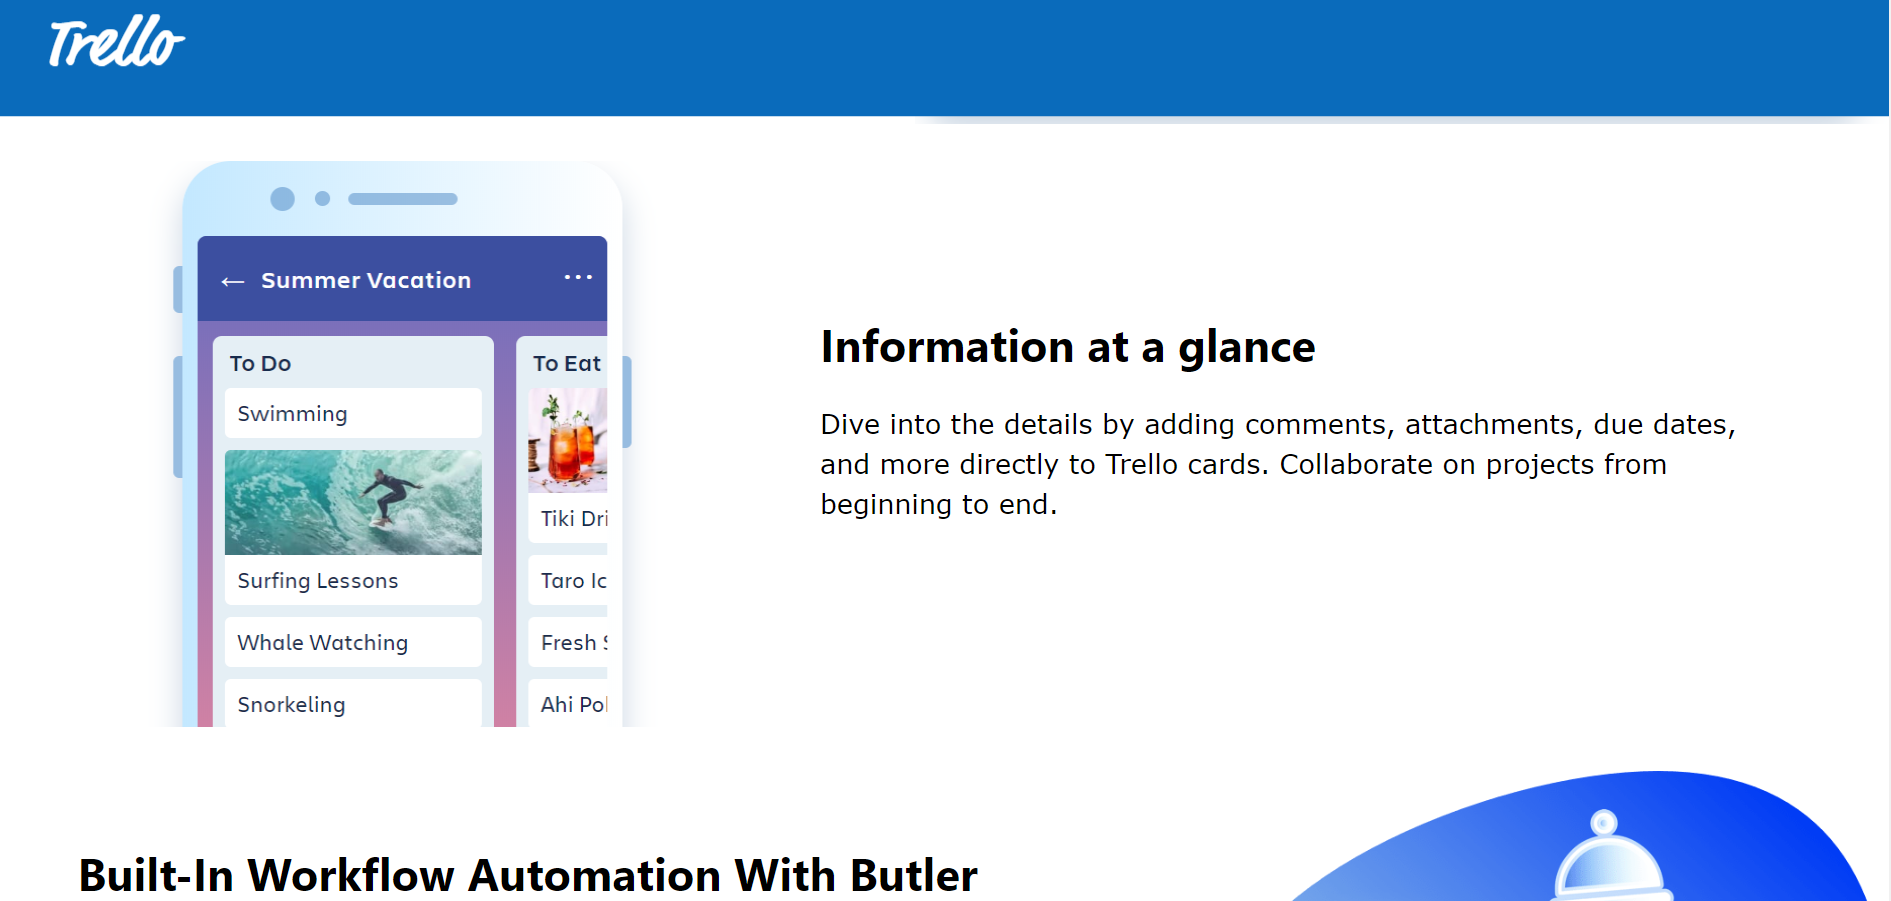 Trello
Summer Vacation
To Do
Swimming
Surfing Lessons
Whale Watching
Snorkeling
To Eat
Tiki Dri
Taro Ic
Fresh
Ahi Po
Information at a glance
Dive into the details by adding comments, attachments, due dates,
and more directly to Trello cards. Collaborate on projects from
beginning to end.
Built-In Workflow Automation With Butler